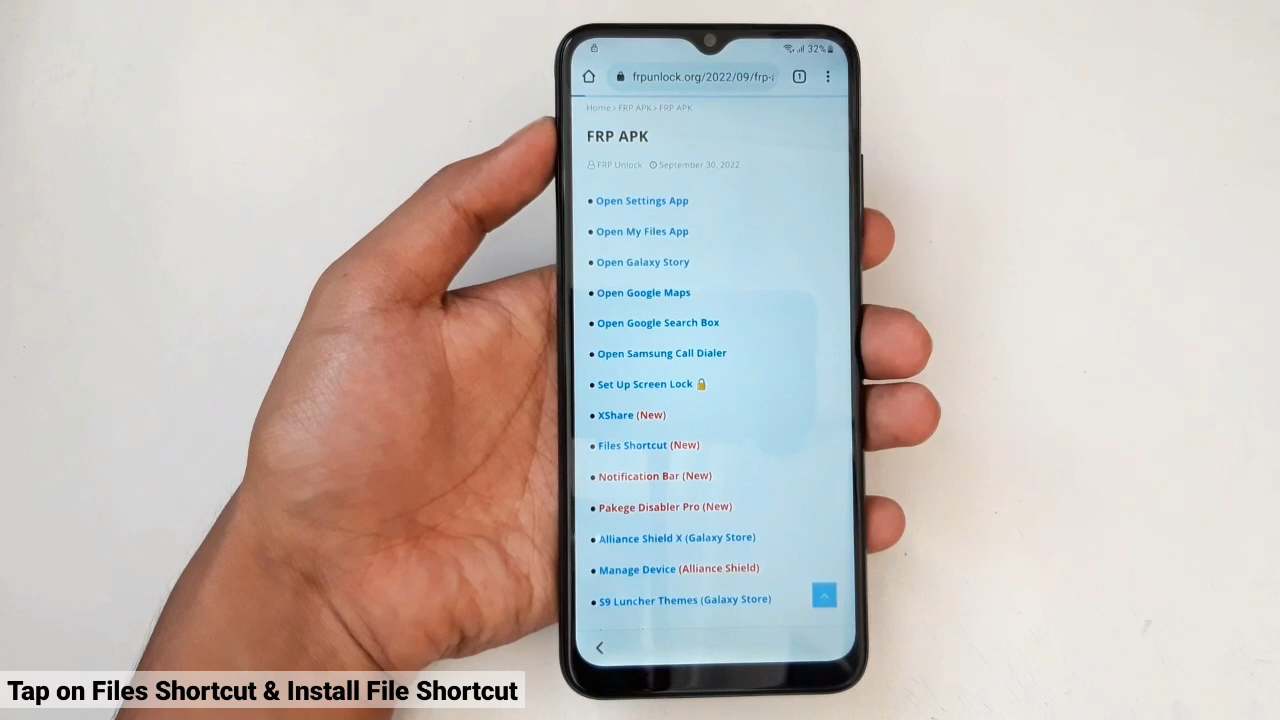 32%
1
frpunlock.org/2022/09/frp-a
Home > FRP APK > FRP APK
FRP APK
FRP Unlock September 30, 2022
Open Settings App
Open My Files App
Open Galaxy Story
Open Google Maps
Open Google Search Box
Open Samsung Call Dialer
Set Up Screen Lock 🔒
XShare (New)
Files Shortcut (New)
Notification Bar (New)
Pakege Disabler Pro (New)
Alliance Shield X (Galaxy Store)
Manage Device (Alliance Shield)
S9 Luncher Themes (Galaxy Store)
Tap on Files Shortcut & Install File Shortcut